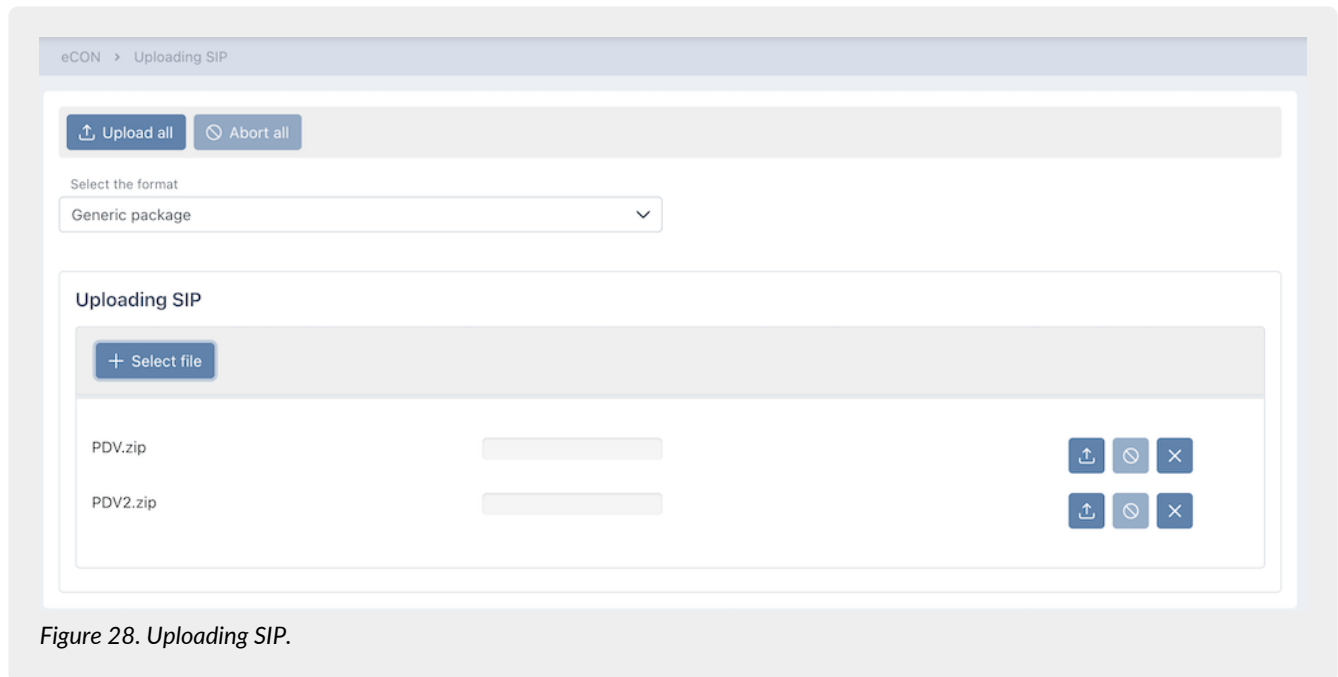 eCON > Uploading SIP
Upload all Abort all
Select the format
Generic package
Uploading SIP
+ Select file
PDV.zip
PDV2.zip
Figure 28. Uploading SIP.